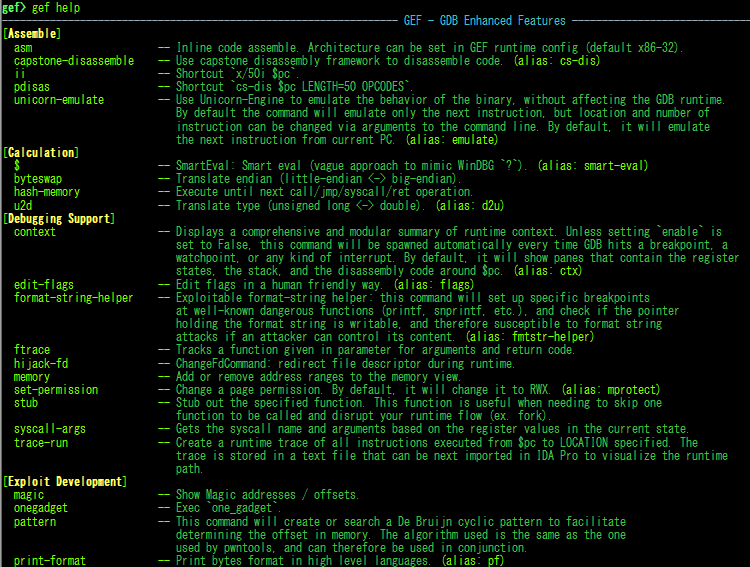 gef> gef help
GEF - GDB Enhanced Features
[Assemble]
asm -- Inline code assemble. Architecture can be set in GEF runtime config (default x86-32).
capstone-disassemble -- Use capstone disassembly framework to disassemble code. (alias: cs-dis)
ii -- Shortcut `x/50i $pc`.
pdisas -- Shortcut `cs-dis $pc LENGTH=50 OPCODES`.
unicorn-emulate -- Use Unicorn-Engine to emulate the behavior of the binary, without affecting the GDB runtime.
By default the command will emulate only the next instruction, but location and number of
instruction can be changed via arguments to the command line. By default, it will emulate
the next instruction from current PC. (alias: emulate)
[Calculation]
$ -- SmartEval: Smart eval (vague approach to mimic WinDBG `?`). (alias: smart-eval)
byteswap -- Translate endian (little-endian <-> big-endian).
hash-memory -- Execute until next call/jmp/syscall/ret operation.
u2d -- Translate type (unsigned long <-> double). (alias: d2u)
[Debugging Support]
context -- Displays a comprehensive and modular summary of runtime context. Unless setting `enable` is
set to False, this command will be spawned automatically every time GDB hits a breakpoint, a
watchpoint, or any kind of interrupt. By default, it will show panes that contain the register
states, the stack, and the disassembly code around $pc. (alias: ctx)
edit-flags -- Edit flags in a human friendly way. (alias: flags)
format-string-helper -- Exploitable format-string helper: this command will set up specific breakpoints
at well-known dangerous functions (printf, snprintf, etc.), and check if the pointer
holding the format string is writable, and therefore susceptible to format string
attacks if an attacker can control its content. (alias: fmtstr-helper)
ftrace -- Tracks a function given in parameter for arguments and return code.
hijack-fd -- ChangeFdCommand: redirect file descriptor during runtime.
memory -- Add or remove address ranges to the memory view.
set-permission -- Change a page permission. By default, it will change it to RWX. (alias: mprotect)
stub -- Stub out the specified function. This function is useful when needing to skip one
function to be called and disrupt your runtime flow (ex. fork).
syscall-args -- Gets the syscall name and arguments based on the register values in the current state.
trace-run -- Create a runtime trace of all instructions executed from $pc to LOCATION specified. The
trace is stored in a text file that can be next imported in IDA Pro to visualize the runtime
path.
[Exploit Development]
magic -- Show Magic addresses / offsets.
onegadget -- Exec `one_gadget`.
pattern -- This command will create or search a De Bruijn cyclic pattern to facilitate
determining the offset in memory. The algorithm used is the same as the one
used by pwntools, and can therefore be used in conjunction.
print-format -- Print bytes format in high level languages. (alias: pf)